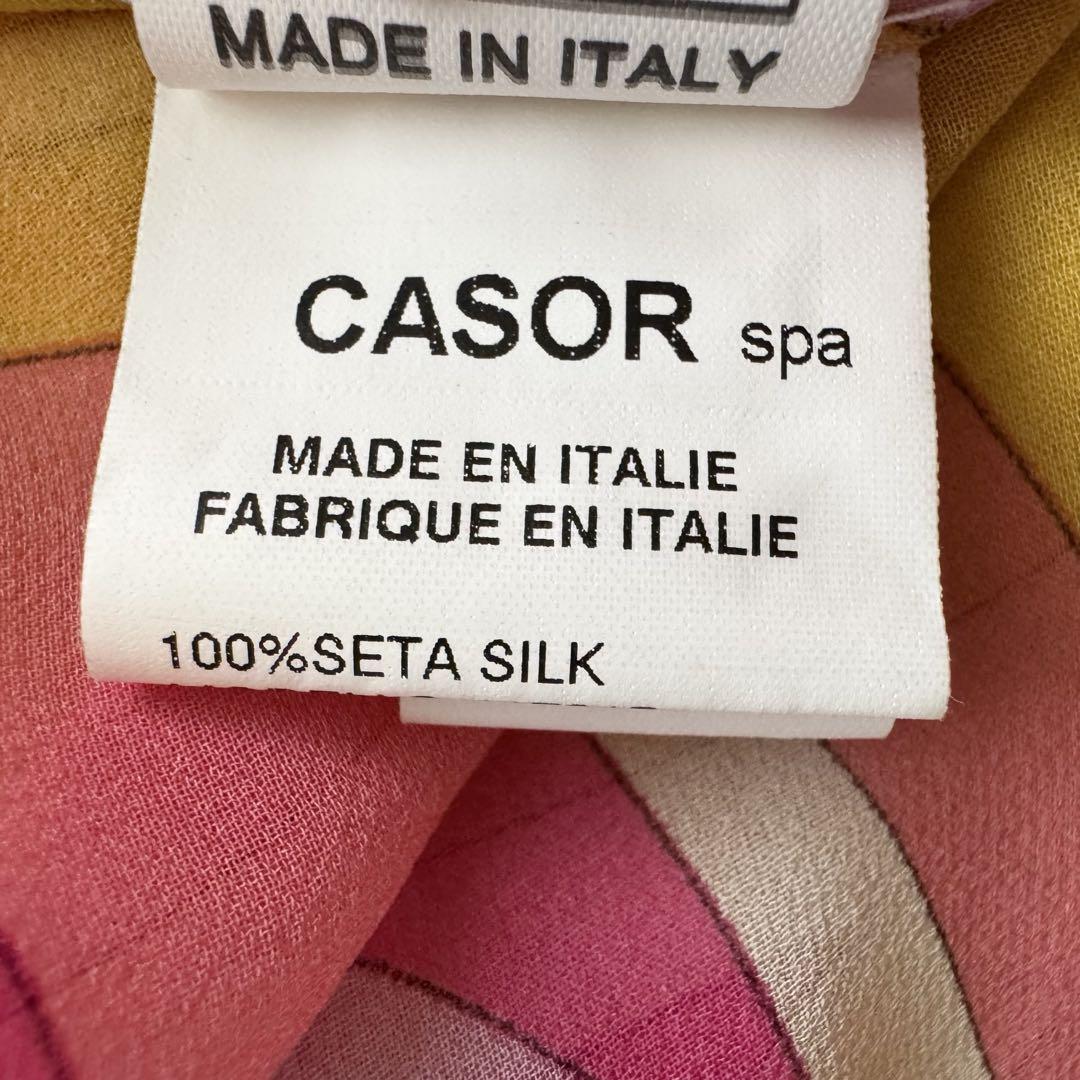 MADE IN ITALY
CASOR spa
MADE EN ITALIE
FABRIQUE EN ITALIE
100%SETA SILK